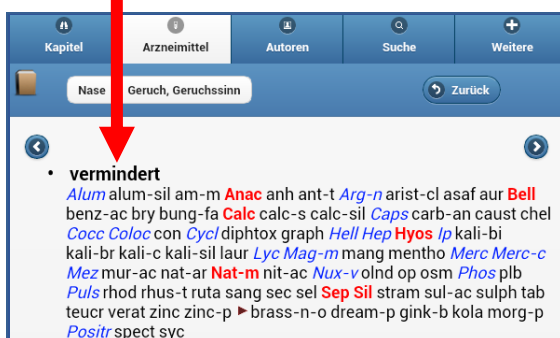 Kapitel Arzneimittel Autoren Suche Weitere
Nase Geruch, Geruchssinn Zurück
• vermindert
Alum alum-sil am-m Anac anh ant-t Arg-n arist-cl asaf aur Bell
benz-ac bry bung-fa Calc calc-s calc-sil Caps carb-an caust chel
Cocc Coloc con Cycl diphtox graph Hell Hep Hyos Ip kali-bi
kali-br kali-c kali-sil laur Lyc Mag-m mang mentho Merc Merc-c
Mez mur-ac nat-ar Nat-m nit-ac Nux-v olnd op osm Phos plb
Puls rhod rhus-t ruta sang sec sel Sep Sil stram sul-ac sulph tab
teucr verat zinc zinc-p ►brass-n-o dream-p gink-b kola morg-p
Positr spect syc